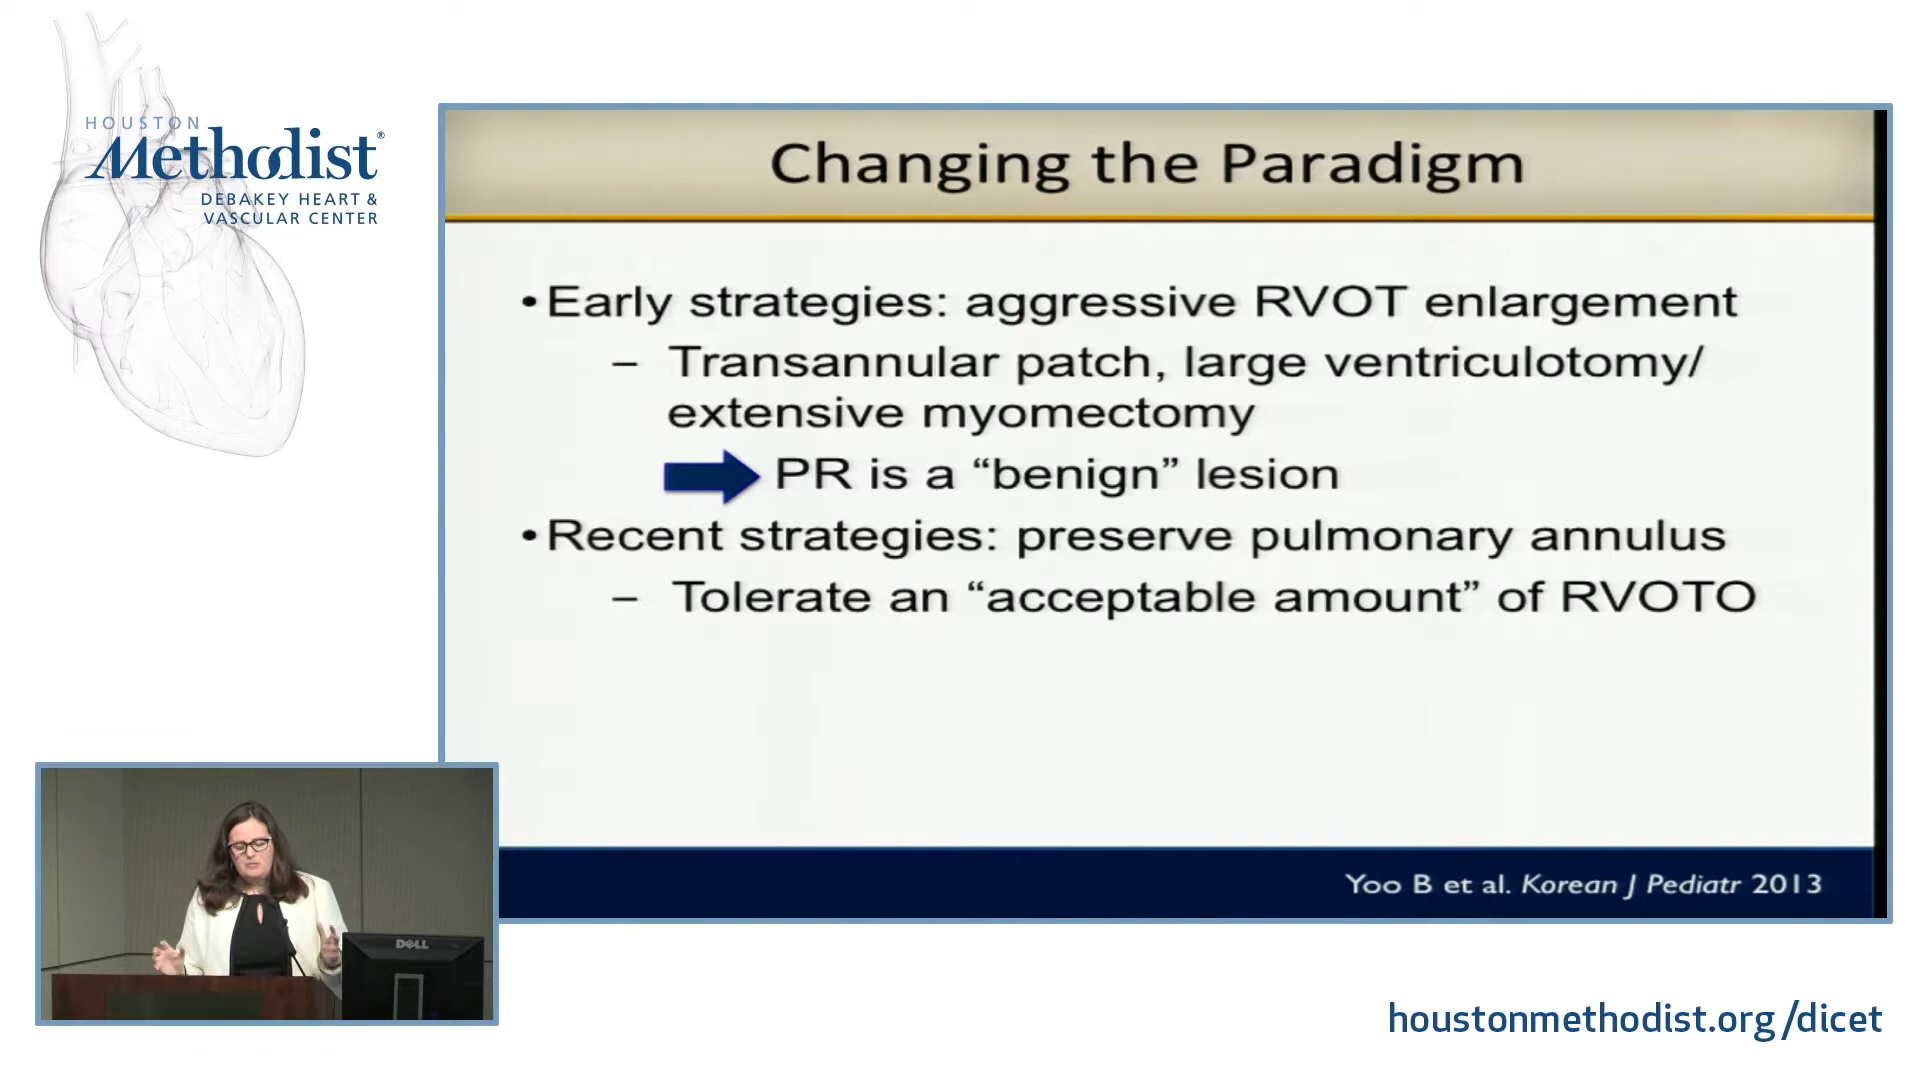 HOUSTON
Methodist®
DEBAKEY HEART &
VASCULAR CENTER
Changing the Paradigm
• Early strategies: aggressive RVOT enlargement
– Transannular patch, large ventriculotomy/
extensive myomectomy
PR is a “benign” lesion
• Recent strategies: preserve pulmonary annulus
– Tolerate an “acceptable amount” of RVOTO
Yoo B et al. Korean J Pediatr 2013
DELL
houstonmethodist.org/dicet